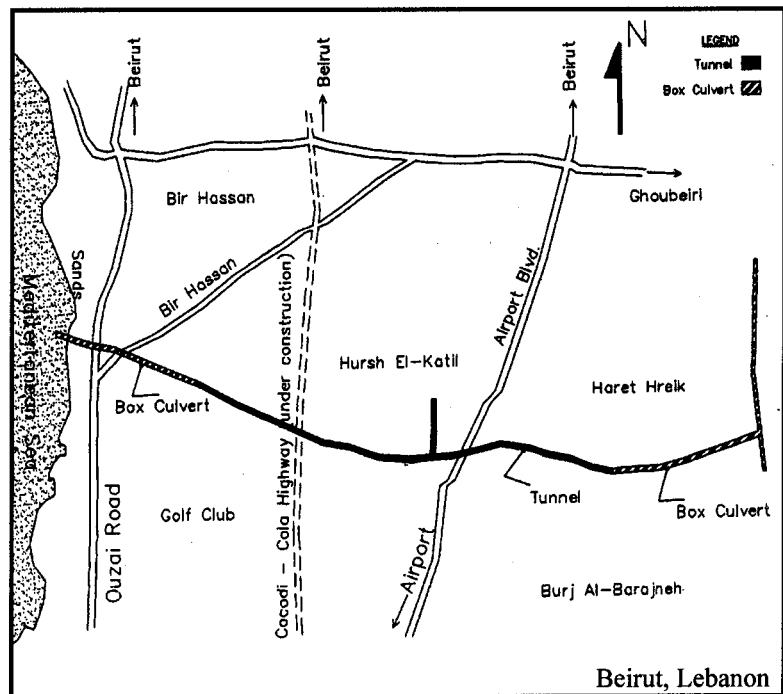 Beirut
Beirut
Beirut
N
LEGEND
Tunnel
Box Culvert
Ghoubeiri
Bir Hassan
Bir Hassan
Sands
Mediterranean Sea
Airport Blvd.
Hursh El-Katil
Haret Hreik
Box Culvert
Cocodi - Cola Highway (under construction)
Golf Club
Ouzai Road
Tunnel
Box Culvert
Airport
Burj Al-Barajneh
Beirut, Lebanon